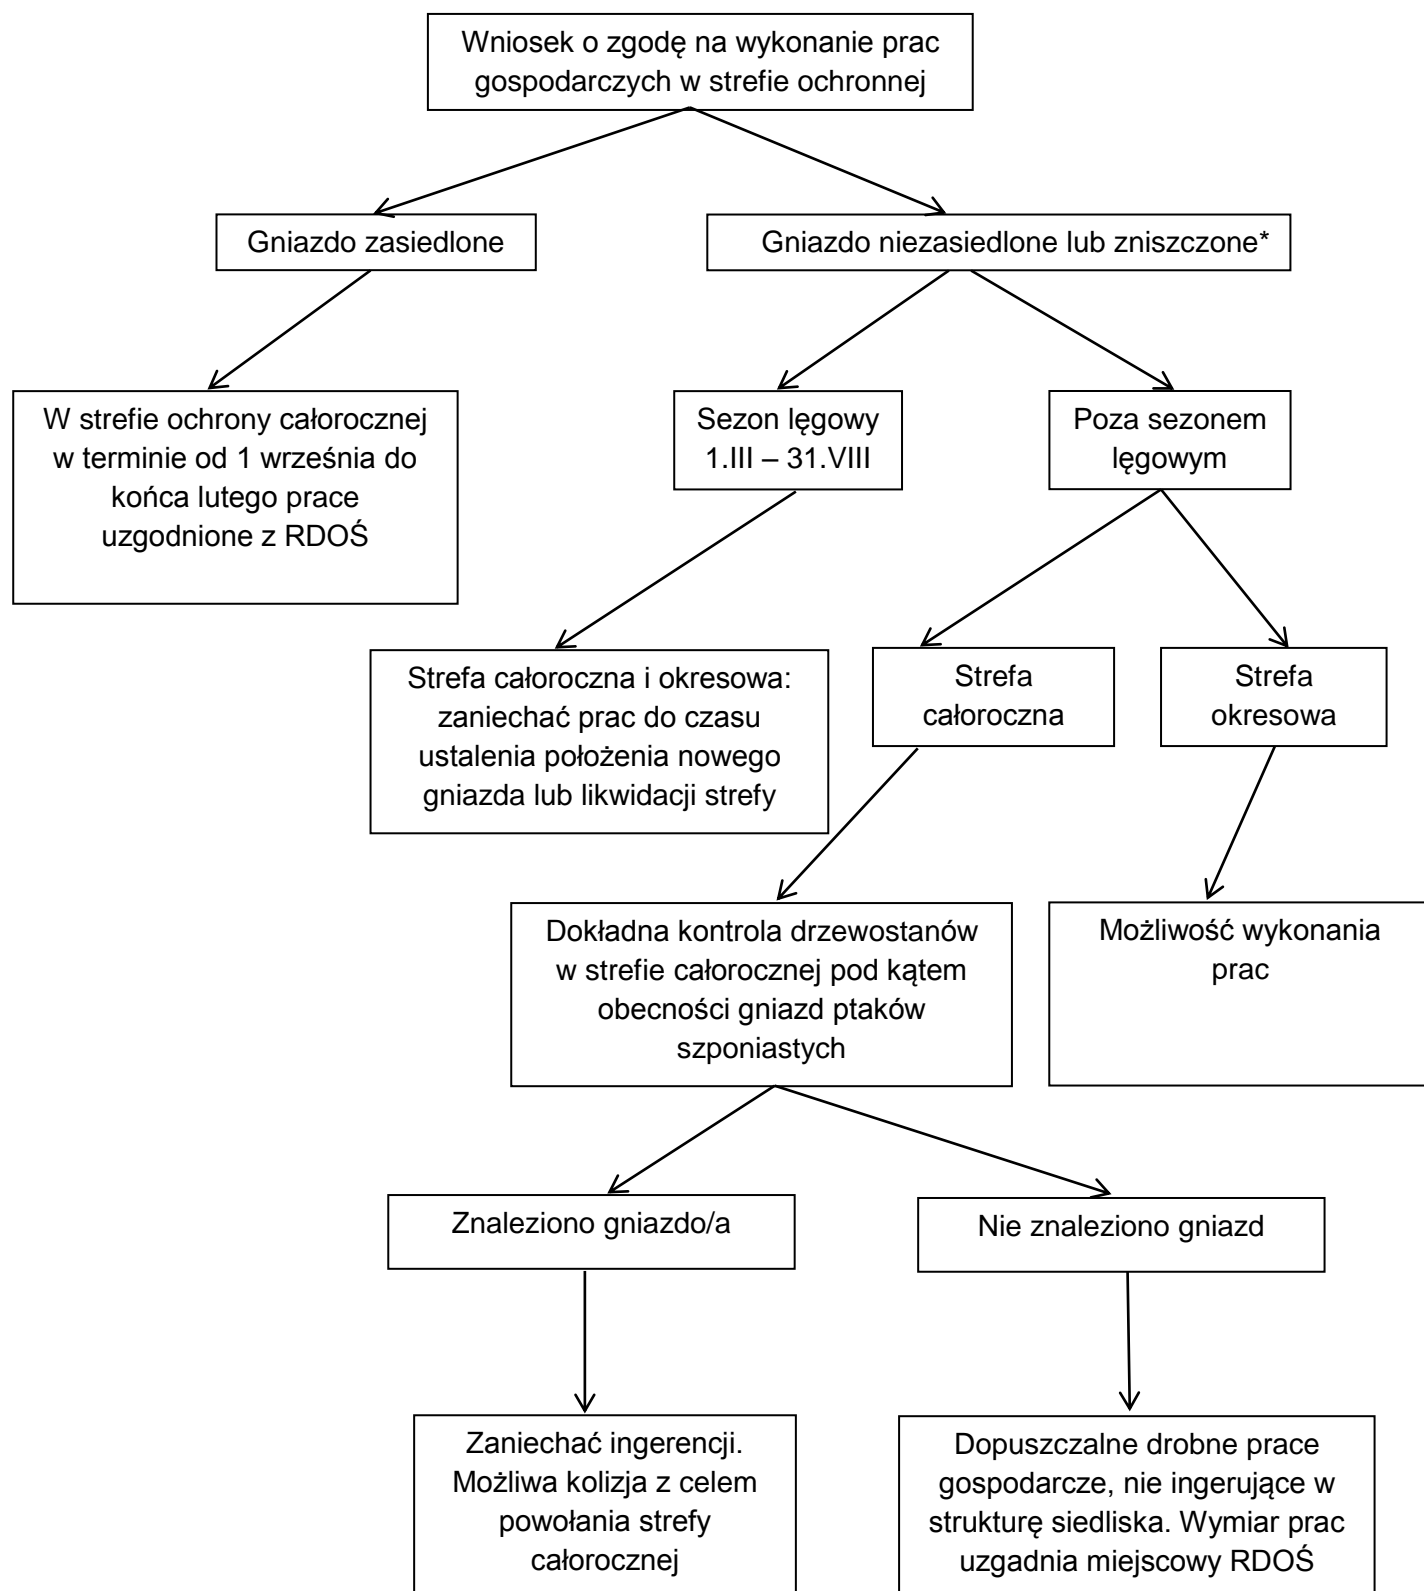 Wniosek o zgodę na wykonanie prac
gospodarczych w strefie ochronnej
Gniazdo zasiedlone
Gniazdo niezasiedlone lub zniszczone*
W strefie ochrony całorocznej
w terminie od 1 września do
końca lutego prace
uzgodnione z RDOŚ
Sezon lęgowy
1.III – 31.VIII
Poza sezonem
lęgowym
Strefa całoroczna i okresowa:
zaniechać prac do czasu
ustalenia położenia nowego
gniazda lub likwidacji strefy
Strefa
całoroczna
Strefa
okresowa
Dokładna kontrola drzewostanów
w strefie całorocznej pod kątem
obecności gniazd ptaków
szponiastych
Możliwość wykonania
prac
Znaleziono gniazdo/a
Nie znaleziono gniazd
Zaniechać ingerencji.
Możliwa kolizja z celem
powołania strefy
całorocznej
Dopuszczalne drobne prace
gospodarcze, nie ingerujące w
strukturę siedliska. Wymiar prac
uzgadnia miejscowy RDOŚ